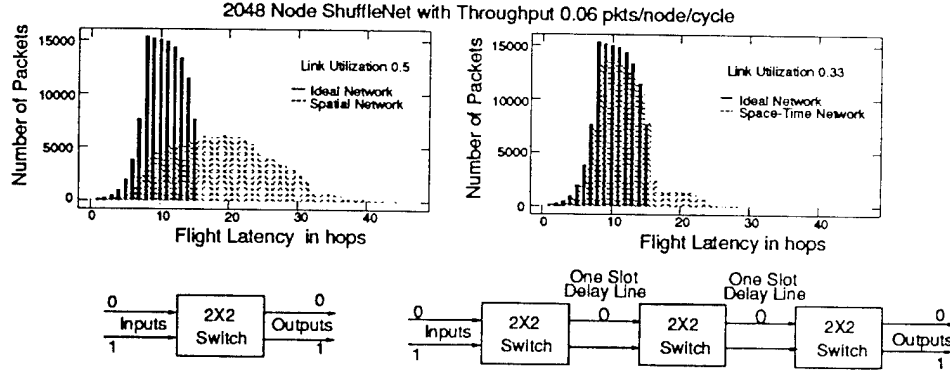 2048 Node ShuffleNet with Throughput 0.06 pkts/node/cycle
Number of Packets
15000
10000
5000
0
Link Utilization 0.5
Ideal Network
Spatial Network
0
10
20
30
40
Flight Latency in hops
Number of Packets
15000
10000
5000
0
Link Utilization 0.33
Ideal Network
Space-Time Network
0
10
20
30
40
Flight Latency in hops
0
Inputs
1
2X2
Switch
0
Outputs
1
0
Inputs
1
2X2
Switch
One Slot
Delay Line
2X2
Switch
One Slot
Delay Line
2X2
Switch
0
Outputs
1